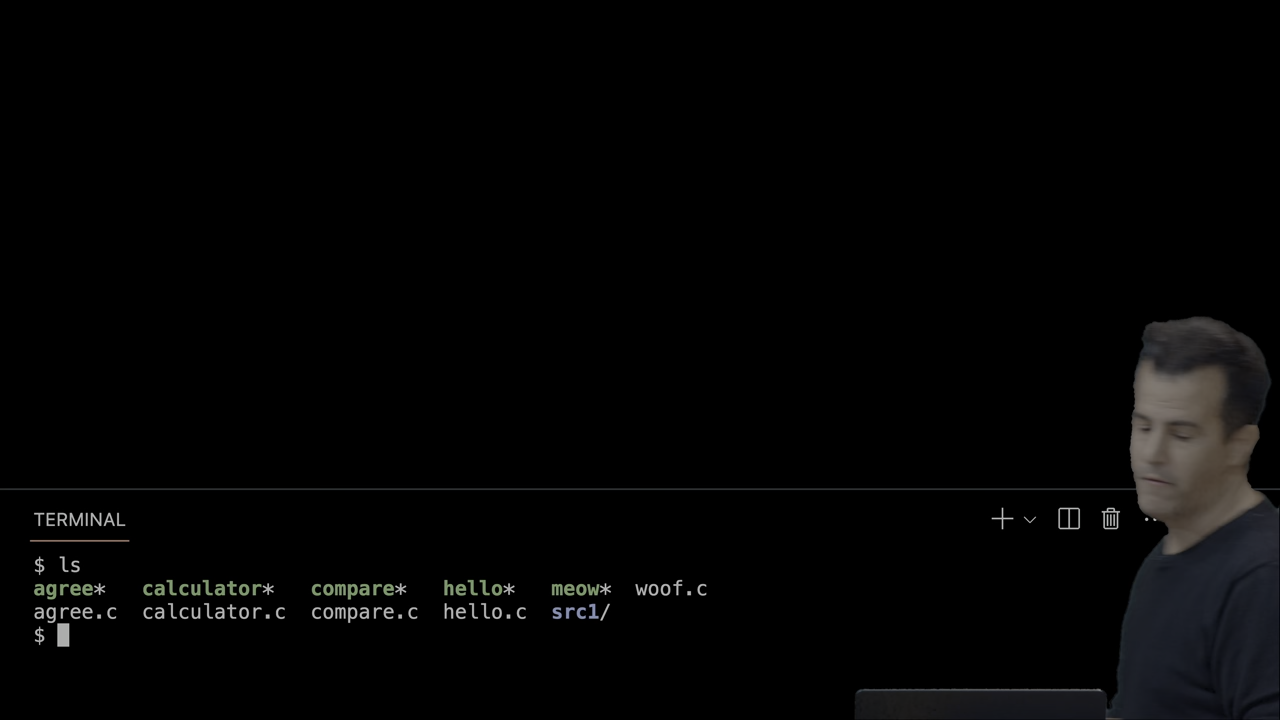 TERMINAL
$ ls
agree* calculator* compare* hello* meow* woof.c
agree.c calculator.c compare.c hello.c src1/
$